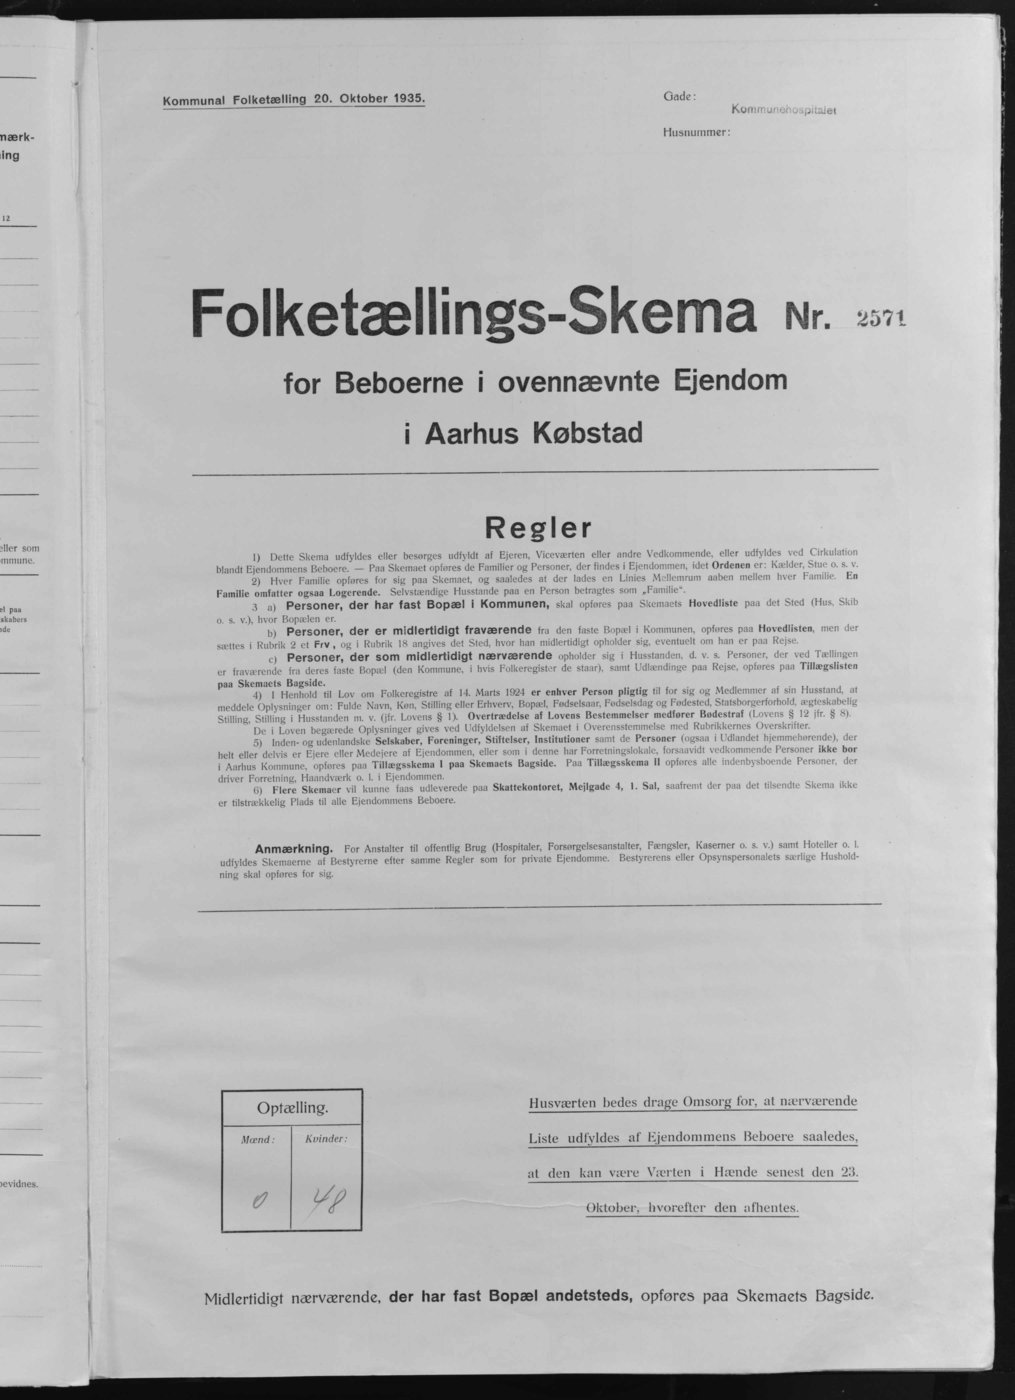 mærk-
ing
12
eller som
ommune.
el paa
skabers
de
bevidnes.
Kommunal Folketælling 20. Oktober 1935.
Gade:
Kommunehospitalet
Husnummer:
Folketællings-Skema Nr. 2571
for Beboerne i ovennævnte Ejendom
i Aarhus Købstad
Regler
1) Dette Skema udfyldes eller besørges udfyldt af Ejeren, Viceværten eller andre Vedkommende, eller udfyldes ved Cirkulation
blandt Ejendommens Beboere. — Paa Skemaet opføres de Familier og Personer, der findes i Ejendommen, idet Ordenen er: Kælder, Stue o. s. v.
2) Hver Familie opføres for sig paa Skemaet, og saaledes at der lades en Linies Mellemrum aaben mellem hver Familie. En
Familie omfatter ogsaa Logerende. Selvstændige Husstande paa en Person betragtes som „Familie“.
3 a) Personer, der har fast Bopæl i Kommunen, skal opføres paa Skemaets Hovedliste paa det Sted (Hus, Skib
o. s. v.), hvor Bopælen er.
b) Personer, der er midlertidigt fraværende fra den faste Bopæl i Kommunen, opføres paa Hovedlisten, men der
sættes i Rubrik 2 et Frv, og i Rubrik 18 angives det Sted, hvor han midlertidigt opholder sig, eventuelt om han er paa Rejse.
c) Personer, der som midlertidigt nærværende opholder sig i Husstanden, d. v. s. Personer, der ved Tællingen
er fraværende fra deres faste Bopæl (den Kommune, i hvis Folkeregister de staar), samt Udlændinge paa Rejse, opføres paa Tillægslisten
paa Skemaets Bagside.
4) I Henhold til Lov om Folkeregistre af 14. Marts 1924 er enhver Person pligtig til for sig og Medlemmer af sin Husstand, at
meddele Oplysninger om: Fulde Navn, Køn, Stilling eller Erhverv, Bopæl, Fødselsaar, Fødselsdag og Fødested, Statsborgerforhold, ægteskabelig
Stilling, Stilling i Husstanden m. v. (jfr. Lovens § 1). Overtrædelse af Lovens Bestemmelser medfører Bødestraf (Lovens § 12 jfr. § 8).
De i Loven begærede Oplysninger gives ved Udfyldelsen af Skemaet i Overensstemmelse med Rubrikkernes Overskrifter.
5) Inden- og udenlandske Selskaber, Foreninger, Stiftelser, Institutioner samt de Personer (ogsaa i Udlandet hjemmehørende), der
helt eller delvis er Ejere eller Medejere af Ejendommen, eller som i denne har Forretningslokale, forsaavidt vedkommende Personer ikke bor
i Aarhus Kommune, opføres paa Tillægsskema I paa Skemaets Bagside. Paa Tillægsskema II opføres alle indenbysboende Personer, der
driver Forretning, Haandværk o. l. i Ejendommen.
6) Flere Skemaer vil kunne faas udleverede paa Skattekontoret, Mejlgade 4, 1. Sal, saafremt der paa det tilsendte Skema ikke
er tilstrækkelig Plads til alle Ejendommens Beboere.
Anmærkning. For Anstalter til offentlig Brug (Hospitaler, Forsørgelsesanstalter, Fængsler, Kaserner o. s. v.) samt Hoteller o. l.
udfyldes Skemaerne af Bestyrerne efter samme Regler som for private Ejendomme. Bestyrerens eller Opsynspersonalets særlige Hushold-
ning skal opføres for sig.
Optælling.
Mænd: Kvinder:
0 48
Husværten bedes drage Omsorg for, at nærværende
Liste udfyldes af Ejendommens Beboere saaledes,
at den kan være Værten i Hænde senest den 23.
Oktober, hvorefter den afhentes.
Midlertidigt nærværende, der har fast Bopæl andetsteds, opføres paa Skemaets Bagside.